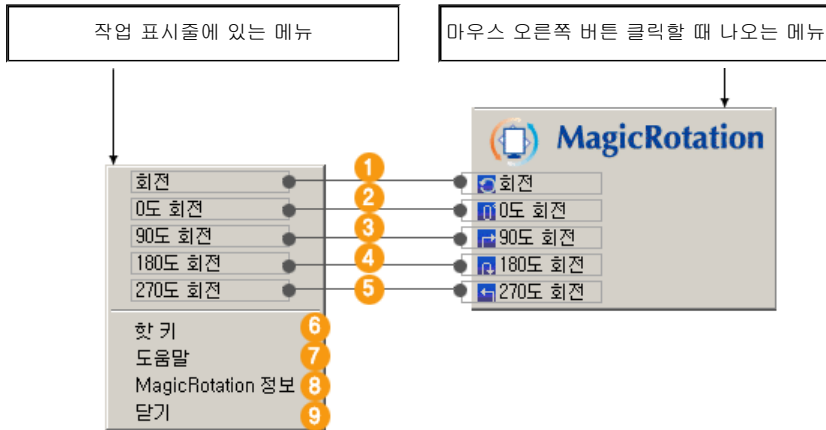 작업 표시줄에 있는 메뉴
마우스 오른쪽 버튼 클릭할 때 나오는 메뉴
MagicRotation
회전
1
회전
0도 회전
2
0도 회전
90도 회전
3
90도 회전
180도 회전
4
180도 회전
270도 회전
5
270도 회전
핫 키
6
도움말
7
MagicRotation 정보
8
닫기
9